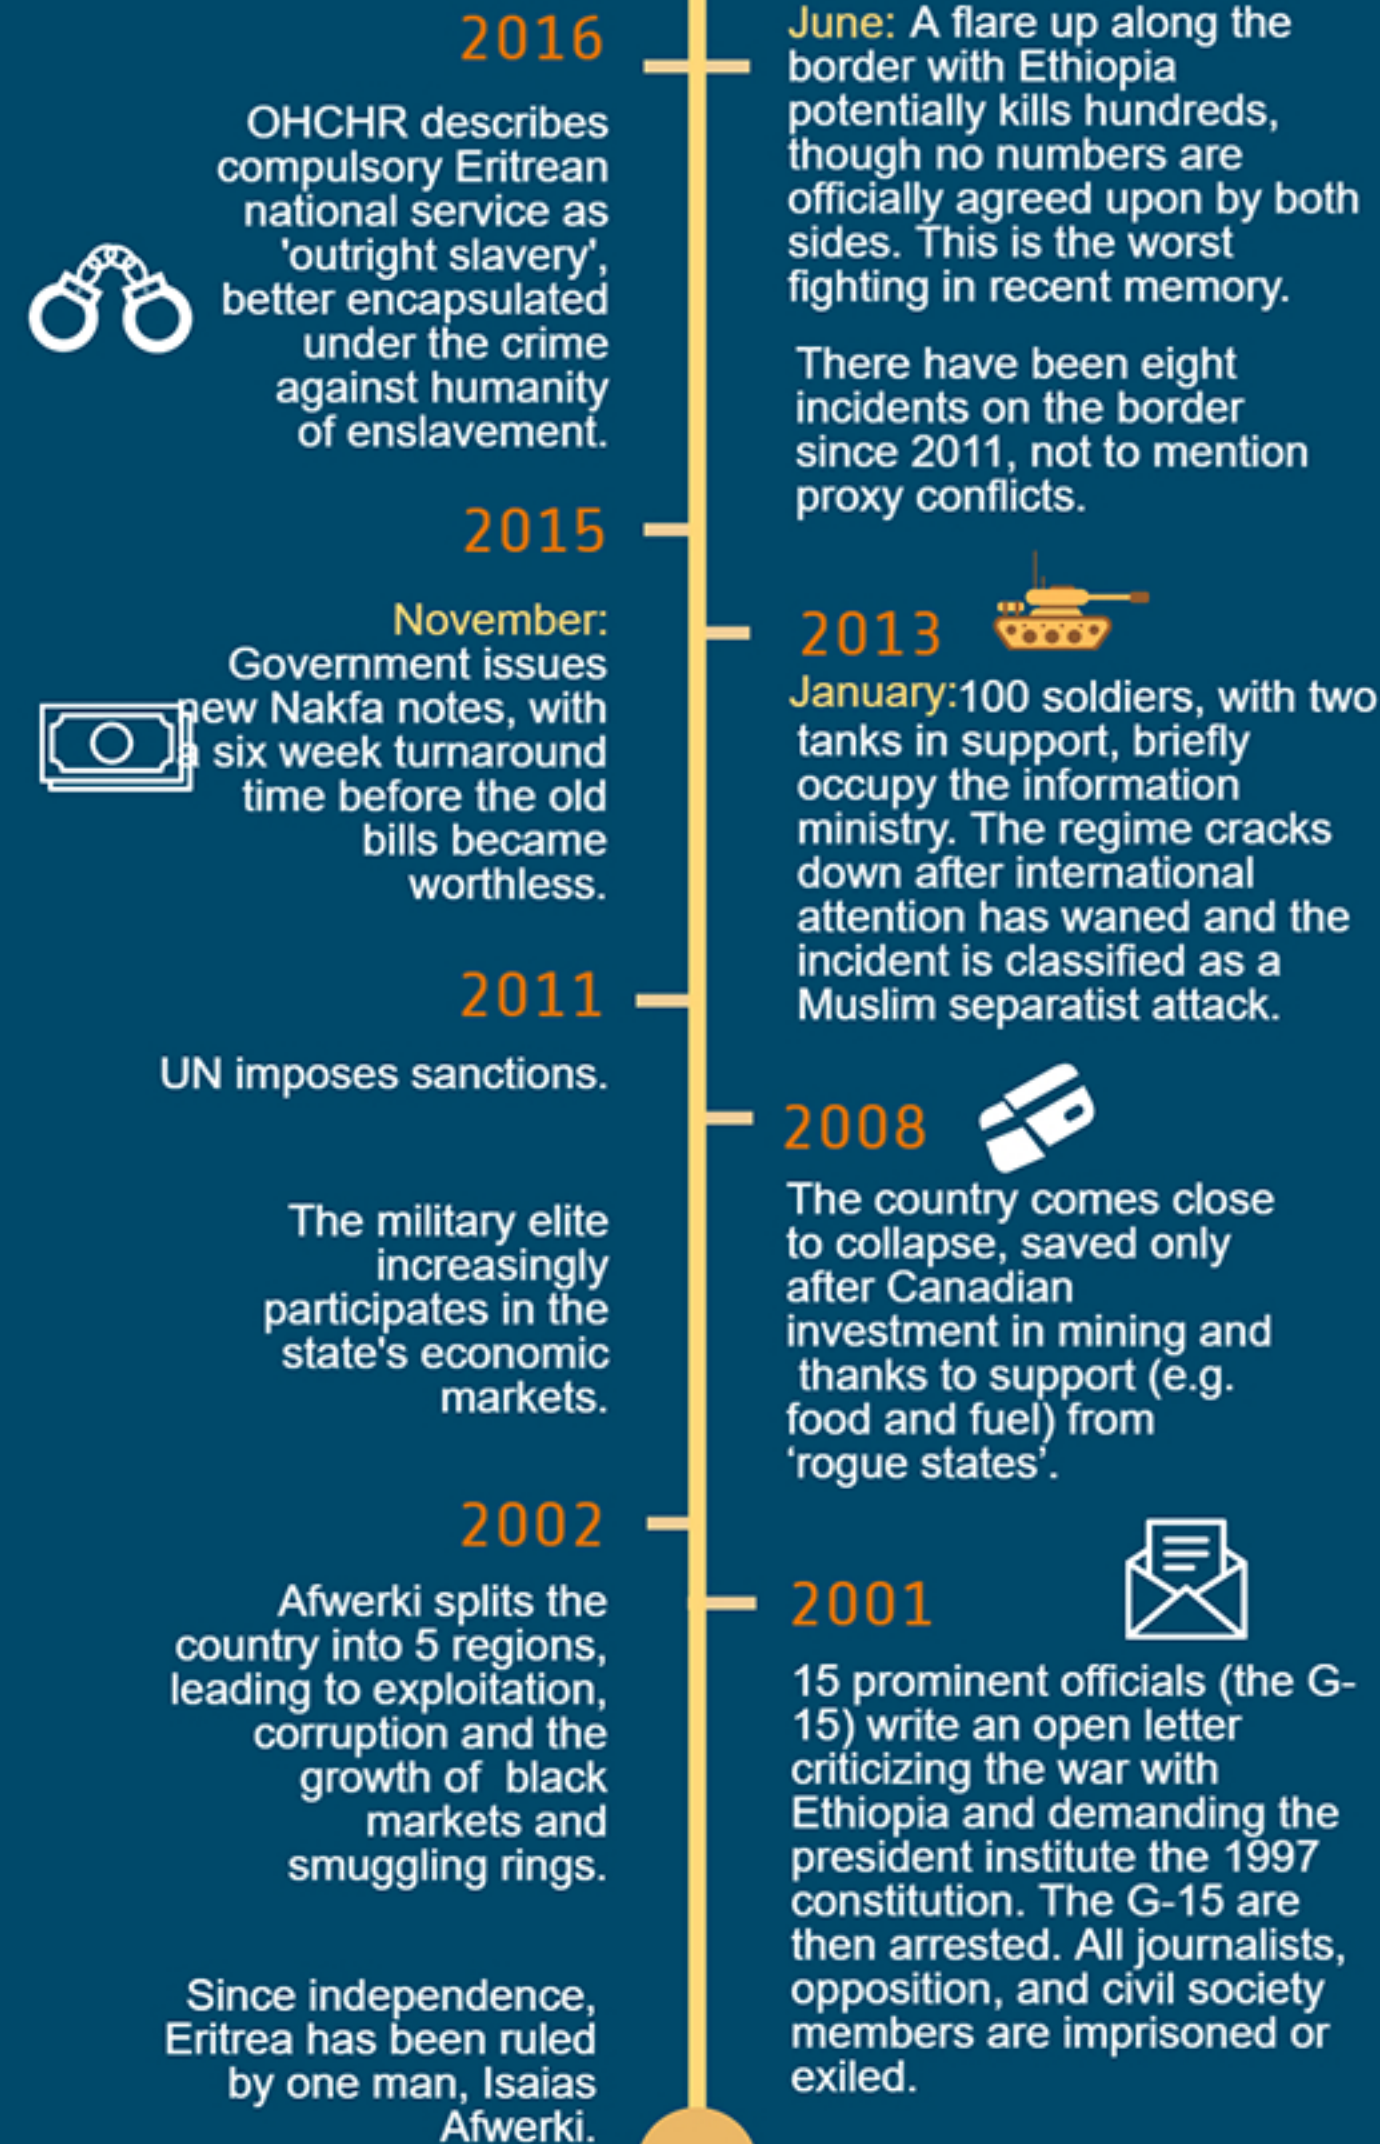 2016
OHCHR describes
compulsory Eritrean
national service as
'outright slavery',
better encapsulated
under the crime
against humanity
of enslavement.
June: A flare up along the
border with Ethiopia
potentially kills hundreds,
though no numbers are
officially agreed upon by both
sides. This is the worst
fighting in recent memory.
There have been eight
incidents on the border
since 2011, not to mention
proxy conflicts.
2015
November:
Government issues
new Nakfa notes, with
a six week turnaround
time before the old
bills became
worthless.
2013
January:100 soldiers, with two
tanks in support, briefly
occupy the information
ministry. The regime cracks
down after international
attention has waned and the
incident is classified as a
Muslim separatist attack.
2011
UN imposes sanctions.
The military elite
increasingly
participates in the
state's economic
markets.
2008
The country comes close
to collapse, saved only
after Canadian
investment in mining and
thanks to support (e.g.
food and fuel) from
‘rogue states’.
2002
Afwerki splits the
country into 5 regions,
leading to exploitation,
corruption and the
growth of  black
markets and
smuggling rings.
2001
15 prominent officials (the G-
15) write an open letter
criticizing the war with
Ethiopia and demanding the
president institute the 1997
constitution. The G-15 are
then arrested. All journalists,
opposition, and civil society
members are imprisoned or
exiled.
Since independence,
Eritrea has been ruled
by one man, Isaias
Afwerki.